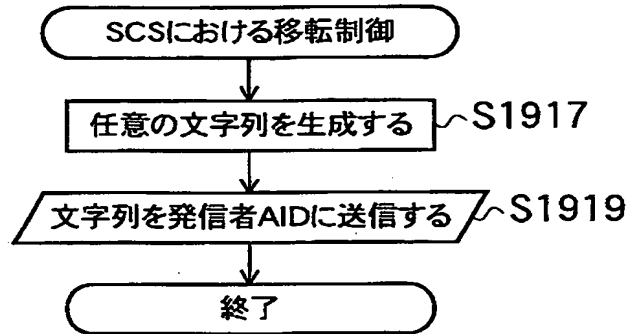 SCSにおける移転制御
任意の文字列を生成する
S1917
文字列を発信者AIDに送信する
S1919
終了